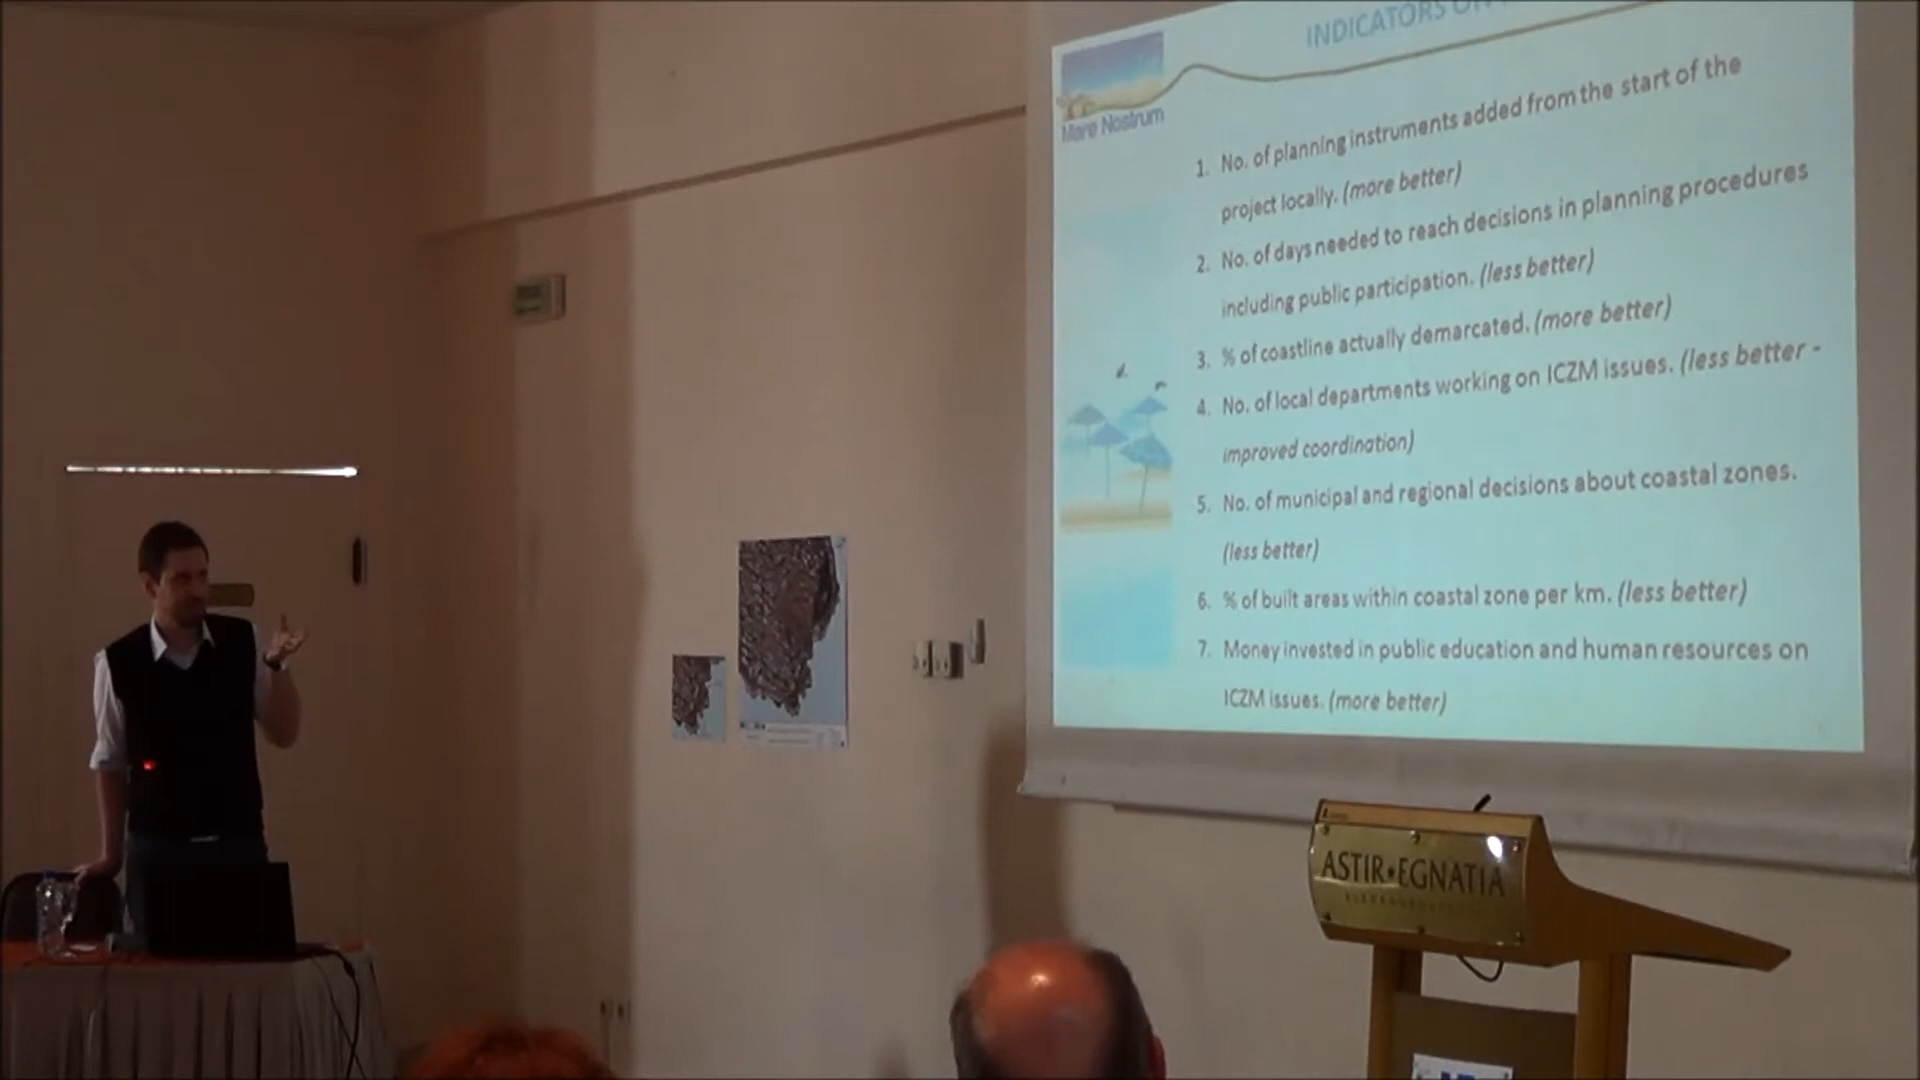 INDICATORS
Mare Nostrum
1. No. of planning instruments added from the start of the
project locally. (more better)
2. No. of days needed to reach decisions in planning procedures
including public participation. (less better)
3. % of coastline actually demarcated. (more better)
4. No. of local departments working on ICZM issues. (less better -
improved coordination)
5. No. of municipal and regional decisions about coastal zones.
(less better)
6. % of built areas within coastal zone per km. (less better)
7. Money invested in public education and human resources on
ICZM issues. (more better)
ASTIR★EGNATIA